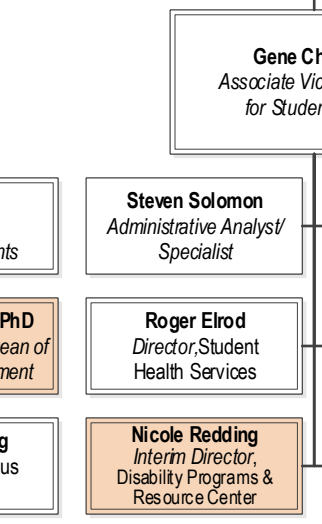 Gene Ch
Associate Vic
for Studen
nts
Steven Solomon
Administrative Analyst/
Specialist
PhD
ean of
ment
Roger Elrod
Director,Student
Health Services
g
us
Nicole Redding
Interim Director,
Disability Programs &
Resource Center